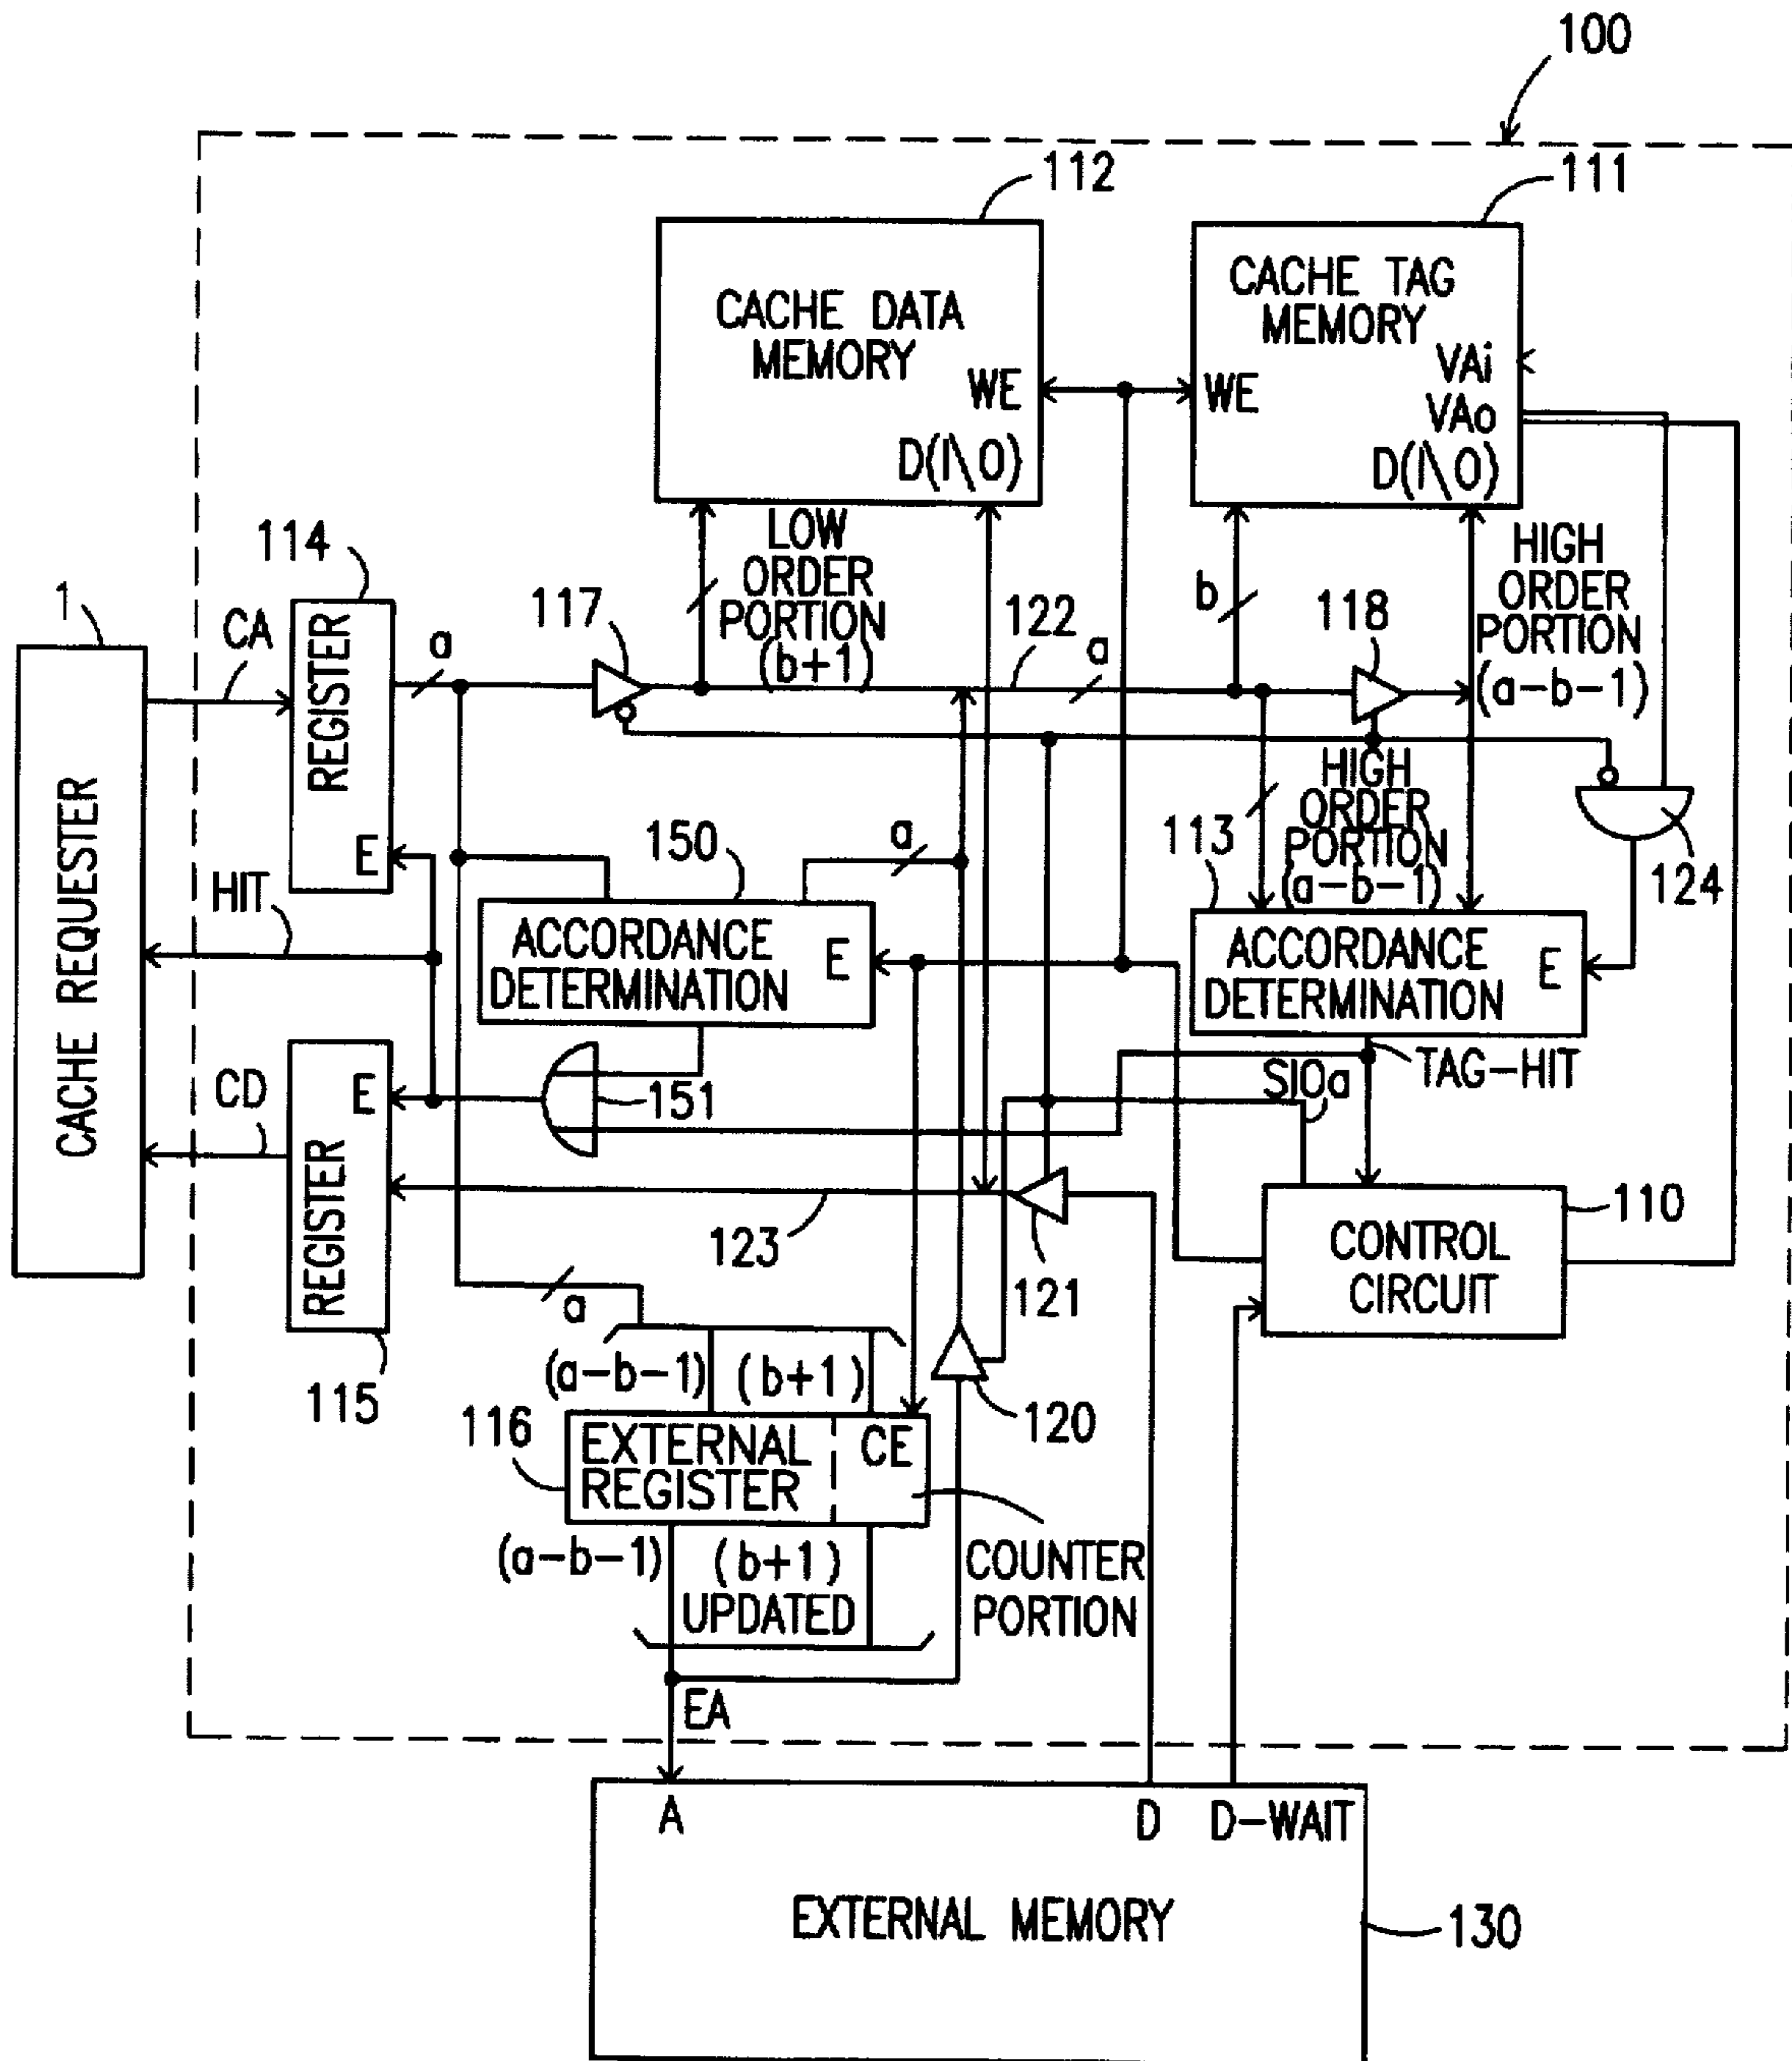 100
112
111
CACHE DATA
MEMORY
WE
D(I\O)
CACHE TAG
MEMORY
VAi
WE
VAo
D(I\O)
114
1
CA
REGISTER
E
a
117
LOW
ORDER
PORTION
(b+1)
122
a
b
118
HIGH
ORDER
PORTION
(a-b-1)
CACHE REQUESTER
HIT
150
a
ACCORDANCE
DETERMINATION
E
113
HIGH
ORDER
PORTION
(a-b-1)
124
ACCORDANCE
DETERMINATION
E
TAG-HIT
SIOa
CD
REGISTER
E
151
123
121
110
CONTROL
CIRCUIT
115
a
(a-b-1)
(b+1)
120
116
EXTERNAL
REGISTER
CE
(a-b-1)
(b+1)
UPDATED
COUNTER
PORTION
EA
A
D
D-WAIT
EXTERNAL MEMORY
130